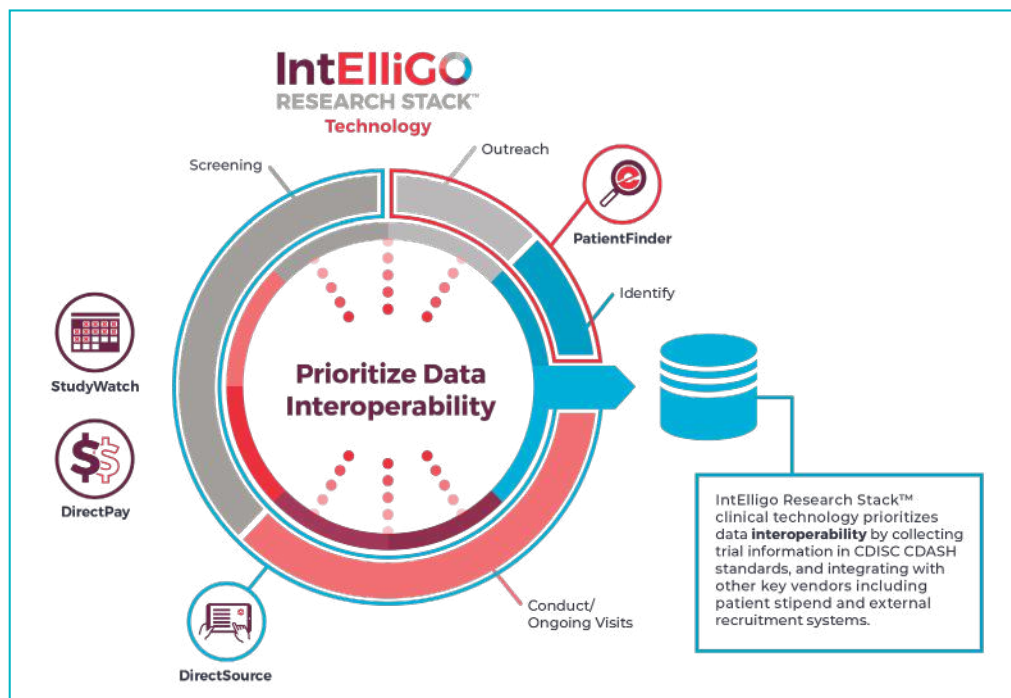 IntElliGO
RESEARCH STACK™
Technology
Screening
Outreach
PatientFinder
Identify
StudyWatch
Prioritize Data
Interoperability
DirectPay
$$
IntElligo Research Stack™
clinical technology prioritizes
data interoperability by collecting
trial information in CDISC CDASH
standards, and integrating with
other key vendors including
patient stipend and external
recruitment systems.
Conduct/
Ongoing Visits
DirectSource